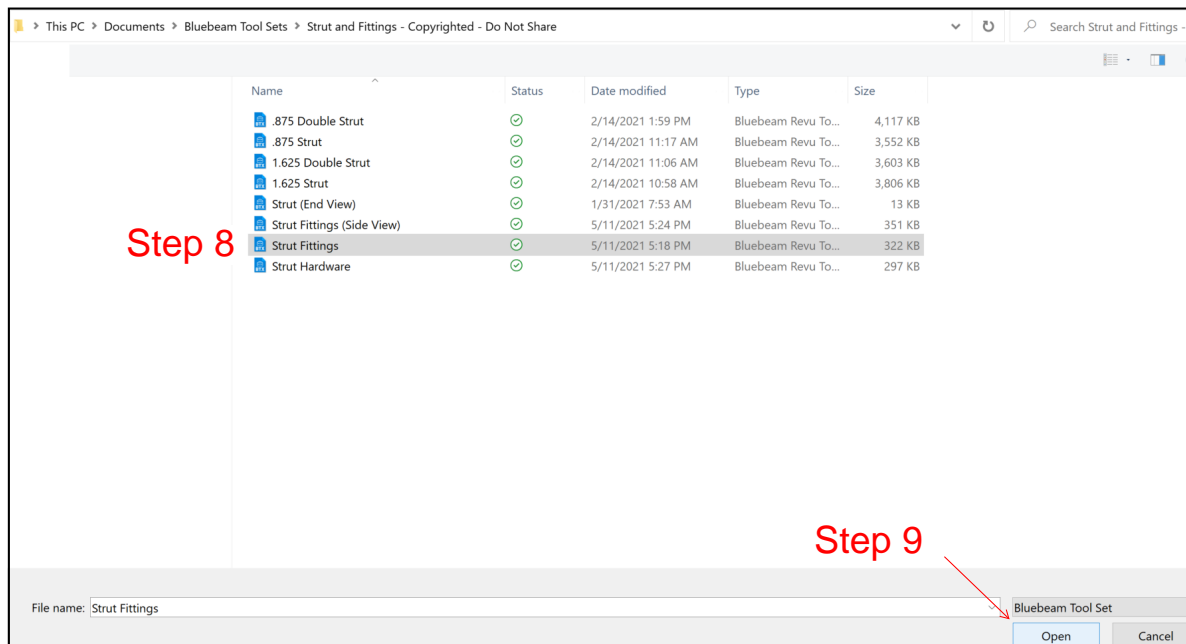 This PC > Documents > Bluebeam Tool Sets > Strut and Fittings - Copyrighted - Do Not Share Search Strut and Fittings -
Name Status Date modified Type Size
.875 Double Strut 2/14/2021 1:59 PM Bluebeam Revu To... 4,117 KB
.875 Strut 2/14/2021 11:17 AM Bluebeam Revu To... 3,552 KB
1.625 Double Strut 2/14/2021 11:06 AM Bluebeam Revu To... 3,603 KB
1.625 Strut 2/14/2021 10:58 AM Bluebeam Revu To... 3,806 KB
Strut (End View) 1/31/2021 7:53 AM Bluebeam Revu To... 13 KB
Strut Fittings (Side View) 5/11/2021 5:24 PM Bluebeam Revu To... 351 KB
Step 8 Strut Fittings 5/11/2021 5:18 PM Bluebeam Revu To... 322 KB
Strut Hardware 5/11/2021 5:27 PM Bluebeam Revu To... 297 KB
Step 9
File name: Strut Fittings Bluebeam Tool Set
Open Cancel